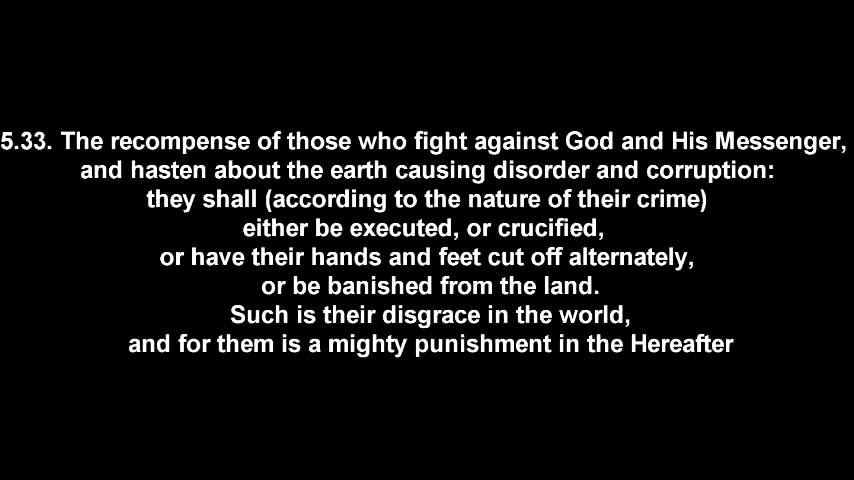 5.33. The recompense of those who fight against God and His Messenger,
and hasten about the earth causing disorder and corruption:
they shall (according to the nature of their crime)
either be executed, or crucified,
or have their hands and feet cut off alternately,
or be banished from the land.
Such is their disgrace in the world,
and for them is a mighty punishment in the Hereafter